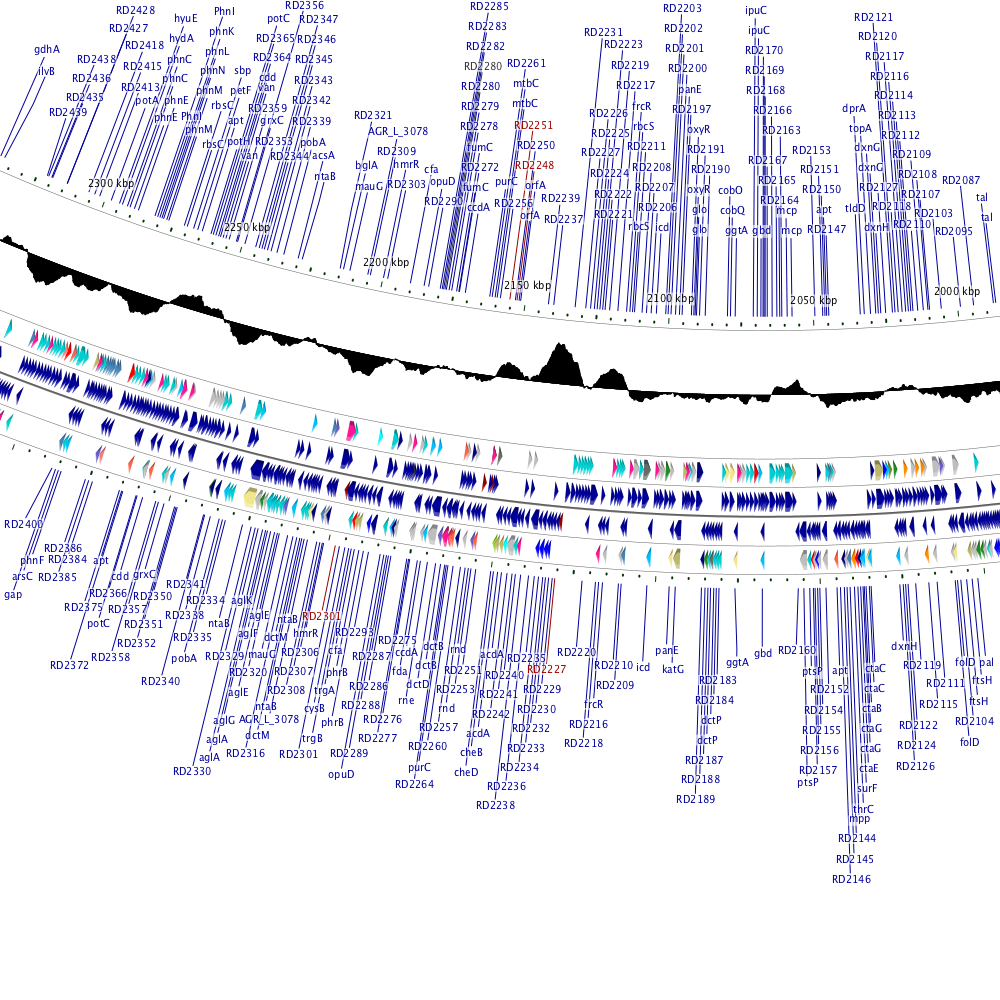 gdhA
ilvB
RD2439
RD2435
RD2436
RD2438
RD2427
RD2428
RD2418
RD2415
RD2413
potA
phnE
phnE
phnC
phnC
hydA
hyuE
PhnI
phnK
phnL
phnN
phnM
PhnI
phnM
rbsC
rbsC
sbp
petF
apt
potH
van
potC
RD2356
RD2347
RD2365
RD2346
RD2364
RD2345
cdd
van
RD2343
RD2359
RD2342
grxC
RD2339
RD2353
pobA
RD2344
acsA
ntaB
RD2321
AGR_L_3078
RD2309
bglA
hmrR
mauG
RD2303
cfa
opuD
RD2290
RD2285
RD2283
RD2282
RD2280
RD2280
RD2279
RD2278
fumC
RD2272
fumC
ccdA
RD2261
mtbC
mtbC
RD2251
RD2250
RD2248
purC
orfA
RD2256
orfA
RD2239
RD2237
RD2231
RD2223
RD2219
RD2217
RD2226
frcR
RD2225
rbcS
RD2227
RD2211
RD2224
RD2208
RD2222
RD2207
RD2221
RD2206
rbcS
icd
RD2203
RD2202
RD2201
RD2200
panE
RD2197
oxyR
RD2191
RD2190
oxyR
cobO
glo
cobQ
glo
ggtA
gbd
ipuC
ipuC
RD2170
RD2169
RD2168
RD2166
RD2163
RD2167
RD2153
RD2165
RD2151
RD2164
RD2150
mcp
apt
mcp
RD2147
RD2121
RD2120
RD2117
RD2116
RD2114
dprA
RD2113
topA
RD2112
dxnG
RD2109
dxnG
RD2108
RD2127
RD2107
tldD
RD2118
RD2103
dxnH
RD2110
RD2095
RD2087
tal
tal
2300 kbp
2250 kbp
2200 kbp
2150 kbp
2100 kbp
2050 kbp
2000 kbp
RD2400
RD2386
phnF
RD2384
apt
arsC
RD2385
gap
cdd
grxC
RD2366
RD2350
RD2375
RD2357
potC
RD2351
RD2352
RD2358
RD2372
RD2341
RD2334
RD2338
ntaB
RD2335
pobA
RD2340
aglK
aglE
aglF
RD2329
mauG
RD2320
aglE
ntaB
aglG
AGR_L_3078
aglA
dctM
aglA
RD2316
RD2330
ntaB
RD2301
dctM
hmrR
RD2306
RD2307
RD2308
trgA
cysB
phrB
trgB
RD2301
opuD
RD2293
cfa
RD2287
phrB
RD2286
RD2288
RD2276
RD2277
RD2289
RD2275
ccdA
dctB
rnd
dctB
fda
RD2251
dctD
RD2253
rne
rnd
RD2257
acdA
RD2260
cheB
purC
cheD
RD2264
acdA
RD2235
RD2227
RD2240
RD2241
RD2229
RD2242
RD2230
RD2232
RD2233
RD2234
RD2236
RD2238
RD2220
RD2210
icd
RD2209
frcR
RD2216
RD2218
panE
katG
ggtA
gbd
RD2183
RD2184
dctP
dctP
RD2187
RD2188
RD2189
RD2160
ptsP
apt
RD2152
RD2154
RD2155
RD2156
RD2157
ptsP
ctaC
ctaC
ctaB
ctaG
ctaG
ctaE
surF
thrC
mpp
RD2144
RD2145
RD2146
dxnH
RD2119
RD2111
RD2115
RD2122
RD2124
RD2126
folD
pal
ftsH
ftsH
RD2104
folD